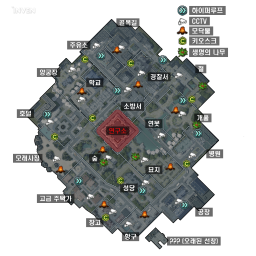 하이퍼루프
CCTV
모닥불
키오스크
생명의 나무
골목길
주유소
양궁장
학교
경찰서
소방서
호텔
연못
개울
연구소
모래사장
숲
병원
묘지
성당
고급 주택가
창고
공장
항구
??? (오래된 선창)